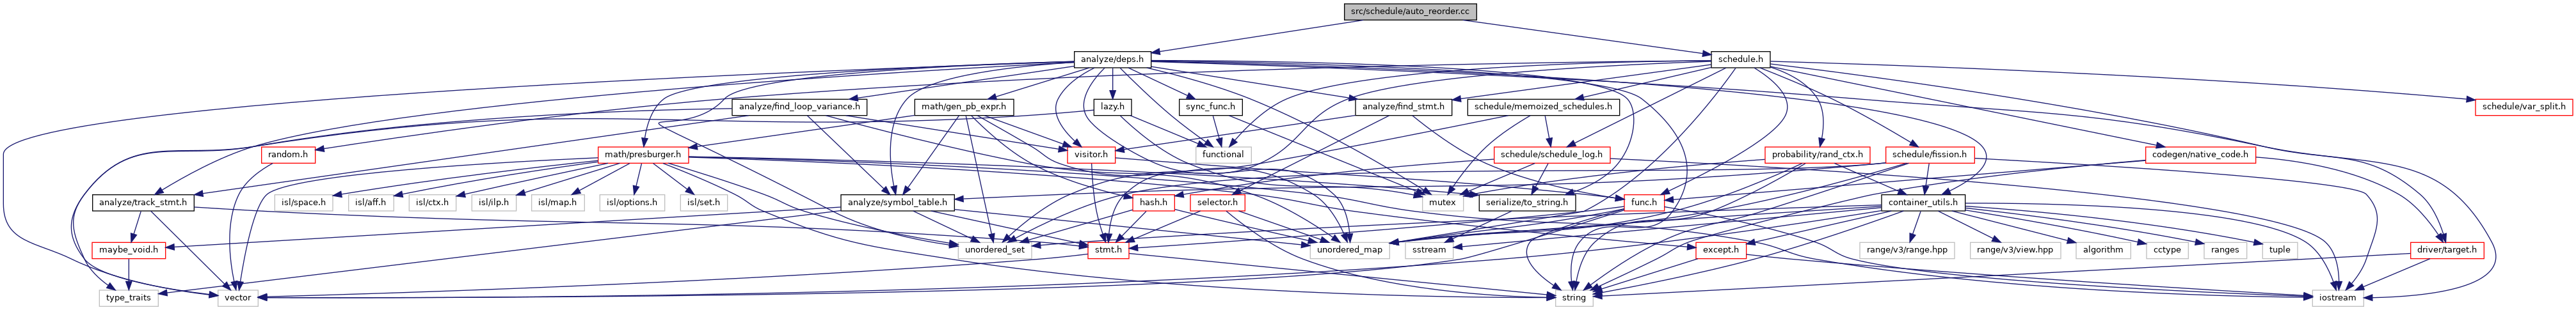 src/schedule/auto_reorder.cc
analyze/deps.h
schedule.h
analyze/find_loop_variance.h
math/gen_pb_expr.h
lazy.h
sync_func.h
analyze/find_stmt.h
schedule/memoized_schedules.h
schedule/var_split.h
random.h
math/presburger.h
visitor.h
functional
schedule/schedule_log.h
probability/rand_ctx.h
schedule/fission.h
codegen/native_code.h
analyze/track_stmt.h
isl/space.h
isl/aff.h
isl/ctx.h
isl/ilp.h
isl/map.h
isl/options.h
isl/set.h
analyze/symbol_table.h
hash.h
selector.h
mutex
serialize/to_string.h
func.h
container_utils.h
maybe_void.h
unordered_set
stmt.h
unordered_map
sstream
except.h
range/v3/range.hpp
range/v3/view.hpp
algorithm
cctype
ranges
tuple
driver/target.h
type_traits
vector
string
iostream